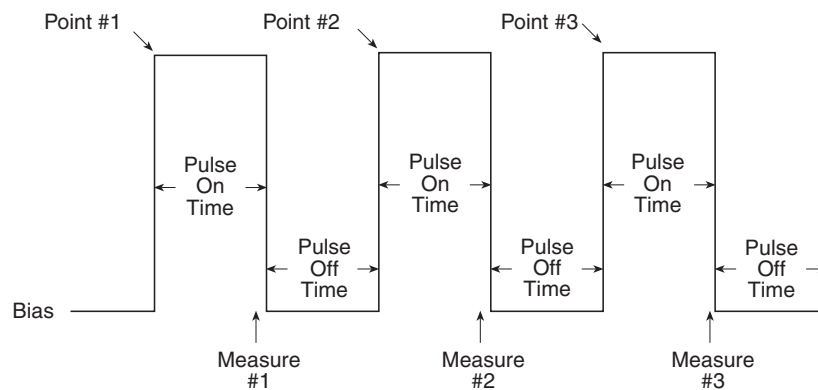 Point #1
Point #2
Point #3
Pulse
On
Time
Pulse
On
Time
Pulse
On
Time
Pulse
Off
Time
Pulse
Off
Time
Pulse
Off
Time
Bias
Measure
#1
Measure
#2
Measure
#3